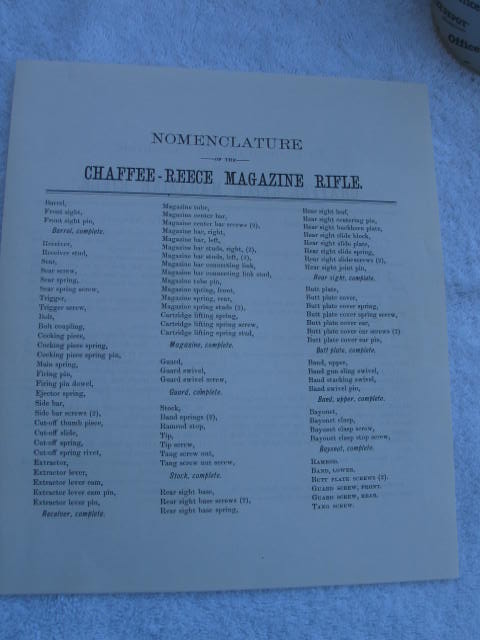 NOMENCLATURE
OF THE
CHAFFEE-REECE MAGAZINE RIFLE.
Barrel,
Front sight,
Front sight pin,
Barrel, complete.
Receiver,
Receiver stud,
Sear,
Sear screw,
Sear spring,
Sear spring screw,
Trigger,
Trigger screw,
Bolt,
Bolt coupling,
Cocking piece,
Cocking piece spring,
Cocking piece spring pin,
Main spring,
Firing pin,
Firing pin dowel,
Ejector spring,
Side bar,
Side bar screws (2),
Cut-off thumb piece,
Cut-off slide,
Cut-off spring,
Cut-off spring rivet,
Extractor,
Extractor lever,
Extractor lever cam,
Extractor lever cam pin,
Extractor lever pin,
Receiver, complete.
Magazine tube,
Magazine center bar,
Magazine center bar screws (2),
Magazine bar, right,
Magazine bar, left,
Magazine bar studs, right, (2),
Magazine bar studs, left, (2),
Magazine bar connecting link,
Magazine bar connecting link stud,
Magazine tube pin,
Magazine spring, front,
Magazine spring, rear,
Magazine spring studs (2),
Cartridge lifting spring,
Cartridge lifting spring screw,
Cartridge lifting spring stud,
Magazine, complete.
Guard,
Guard swivel,
Guard swivel screw,
Guard, complete.
Stock,
Band springs (2),
Ramrod stop,
Tip,
Tip screw,
Tang screw nut,
Tang screw nut screw,
Stock, complete.
Rear sight base,
Rear sight base screws (2),
Rear sight base spring,
Rear sight leaf,
Rear sight centering pin,
Rear sight buckhorn plate,
Rear sight slide block,
Rear sight slide plate,
Rear sight slide spring,
Rear sight slide screws (2),
Rear sight joint pin,
Rear sight, complete.
Butt plate,
Butt plate cover,
Butt plate cover spring,
Butt plate cover spring screw,
Butt plate cover ear,
Butt plate cover ear screws (2)
Butt plate cover ear pin,
Butt plate, complete.
Band, upper,
Band gun sling swivel,
Band stacking swivel,
Band swivel pin,
Band, upper, complete.
Bayonet,
Bayonet clasp,
Bayonet clasp screw,
Bayonet clasp stop screw,
Bayonet, complete.
RAMROD.
BAND, LOWER.
BUTT PLATE SCREWS (2).
GUARD SCREW, FRONT.
GUARD SCREW, REAR.
TANG SCREW.
Office